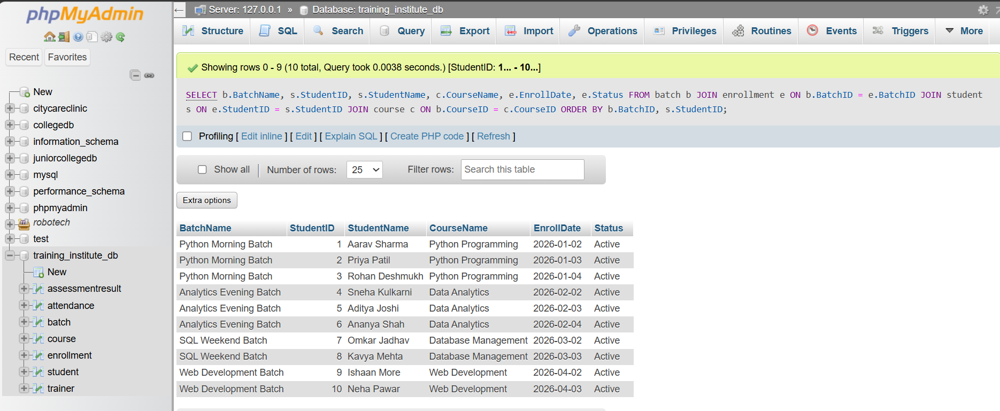 phpMyAdmin
Recent Favorites
New
citycareclinic
collegedb
information_schema
juniorcollegedb
mysql
performance_schema
phpmyadmin
robotech
test
training_institute_db
New
assessmentresult
attendance
batch
course
enrollment
student
trainer
Server: 127.0.0.1 » Database: training_institute_db
Structure SQL Search Query Export Import Operations Privileges Routines Events Triggers More
Showing rows 0 - 9 (10 total, Query took 0.0038 seconds.) [StudentID: 1... - 10...]
SELECT b.BatchName, s.StudentID, s.StudentName, c.CourseName, e.EnrollDate, e.Status FROM batch b JOIN enrollment e ON b.BatchID = e.BatchID JOIN student
s ON e.StudentID = s.StudentID JOIN course c ON b.CourseID = c.CourseID ORDER BY b.BatchID, s.StudentID;
Profiling [ Edit inline ] [ Edit ] [ Explain SQL ] [ Create PHP code ] [ Refresh ]
Show all Number of rows: 25 Filter rows: Search this table
Extra options
BatchName StudentID StudentName CourseName EnrollDate Status
Python Morning Batch 1 Aarav Sharma Python Programming 2026-01-02 Active
Python Morning Batch 2 Priya Patil Python Programming 2026-01-03 Active
Python Morning Batch 3 Rohan Deshmukh Python Programming 2026-01-04 Active
Analytics Evening Batch 4 Sneha Kulkarni Data Analytics 2026-02-02 Active
Analytics Evening Batch 5 Aditya Joshi Data Analytics 2026-02-03 Active
Analytics Evening Batch 6 Ananya Shah Data Analytics 2026-02-04 Active
SQL Weekend Batch 7 Omkar Jadhav Database Management 2026-03-02 Active
SQL Weekend Batch 8 Kavya Mehta Database Management 2026-03-03 Active
Web Development Batch 9 Ishaan More Web Development 2026-04-02 Active
Web Development Batch 10 Neha Pawar Web Development 2026-04-03 Active